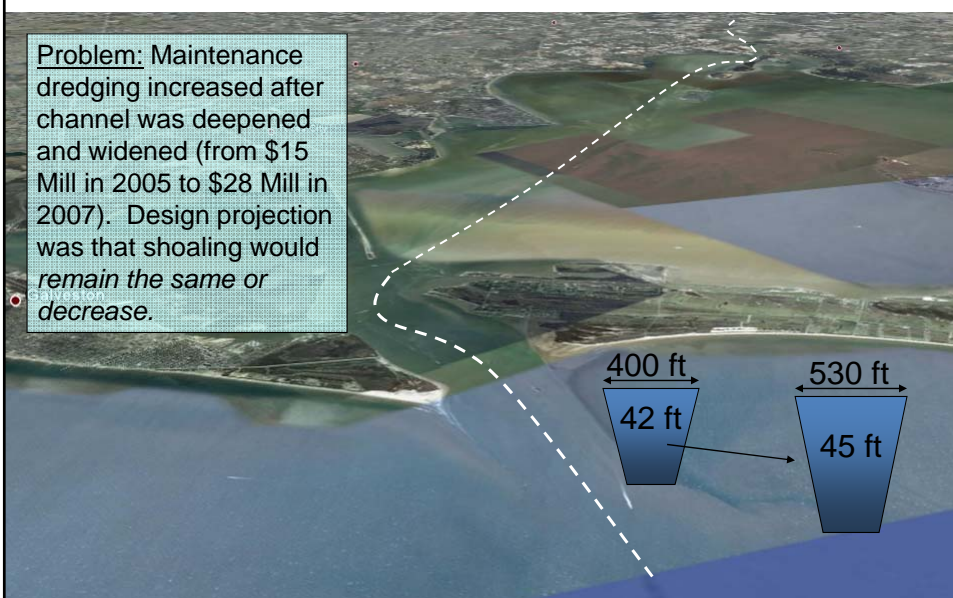 Problem: Maintenance
dredging increased after
channel was deepened
and widened (from $15
Mill in 2005 to $28 Mill in
2007). Design projection
was that shoaling would
remain the same or
decrease.
Galveston
400 ft
530 ft
42 ft
45 ft